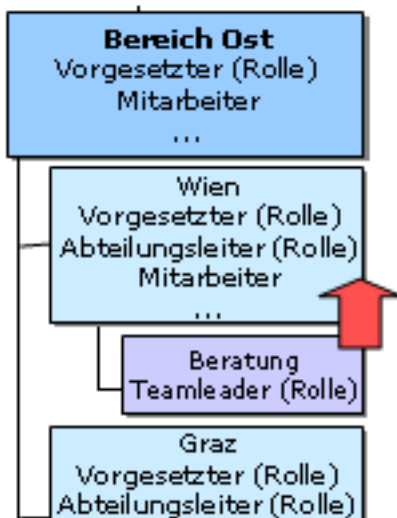 Bereich Ost
Vorgesetzter (Rolle)
Mitarbeiter
...
Wien
Vorgesetzter (Rolle)
Abteilungsleiter (Rolle)
Mitarbeiter
...
Beratung
Teamleader (Rolle)
Graz
Vorgesetzter (Rolle)
Abteilungsleiter (Rolle)